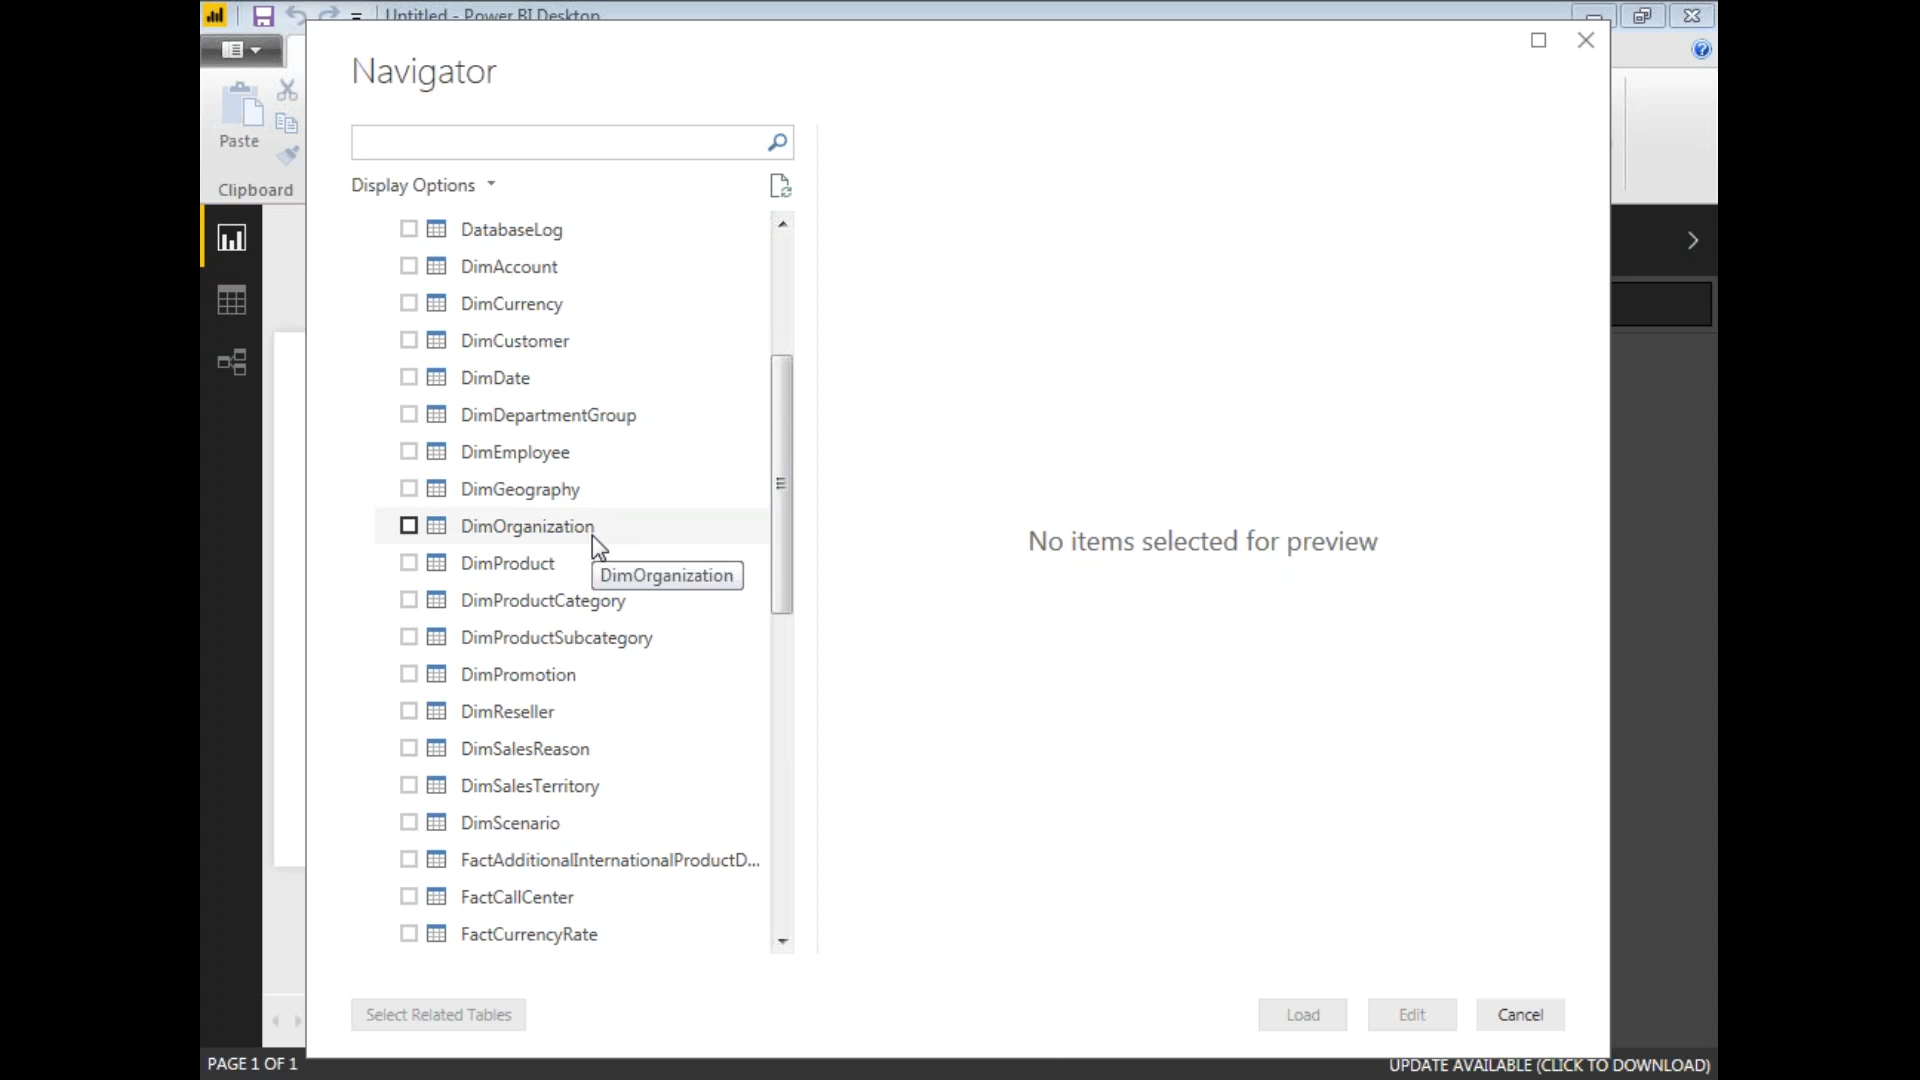 Untitled - Power BI Desktop
Navigator
Paste
Clipboard
Display Options
DatabaseLog
DimAccount
DimCurrency
DimCustomer
DimDate
DimDepartmentGroup
DimEmployee
DimGeography
DimOrganization
DimProduct
DimOrganization
DimProductCategory
DimProductSubcategory
DimPromotion
DimReseller
DimSalesReason
DimSalesTerritory
DimScenario
FactAdditionalInternationalProductD...
FactCallCenter
FactCurrencyRate
No items selected for preview
Select Related Tables
Load
Edit
Cancel
PAGE 1 OF 1
UPDATE AVAILABLE (CLICK TO DOWNLOAD)